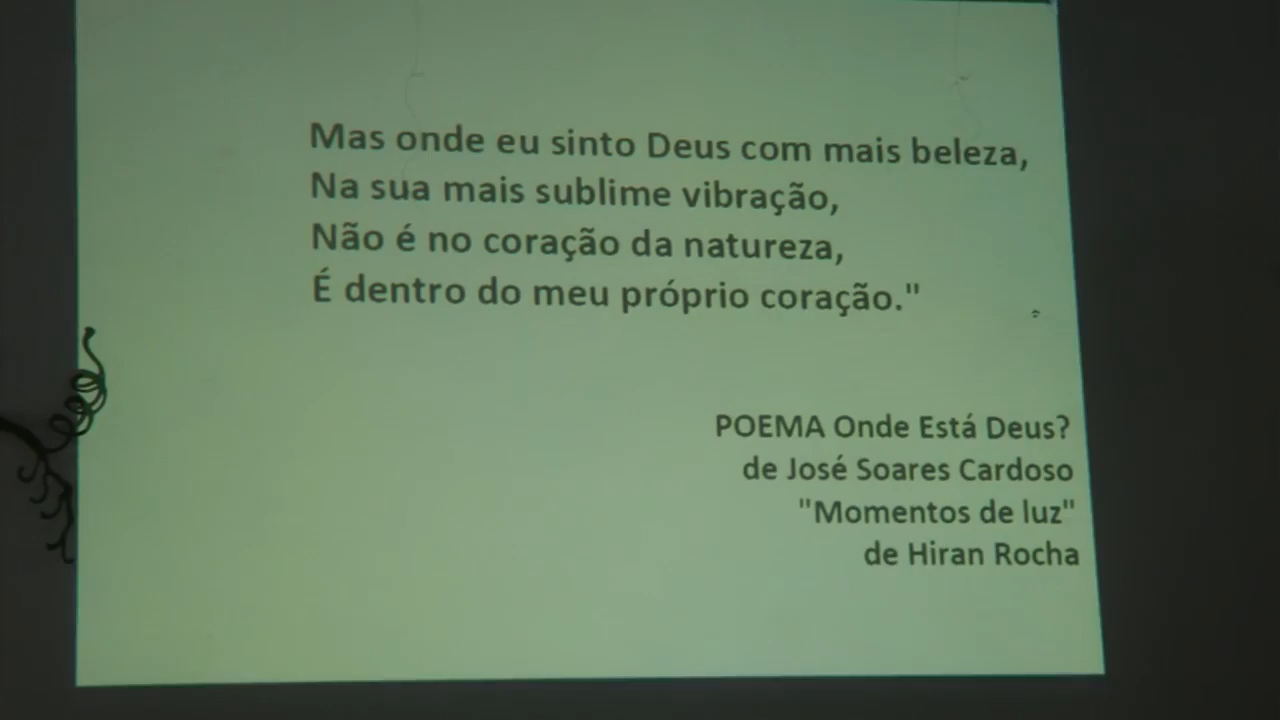 Mas onde eu sinto Deus com mais beleza,
Na sua mais sublime vibração,
Não é no coração da natureza,
É dentro do meu próprio coração."
POEMA Onde Está Deus?
de José Soares Cardoso
"Momentos de luz"
de Hiran Rocha